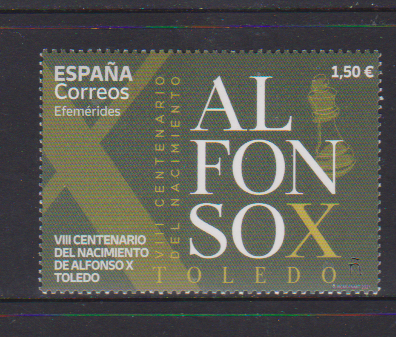 ESPAÑA
Correos
Efemérides
1,50 €
VIII CENTENARIO
DEL NACIMIENTO
AL
FON
SOX
TOLEDO
VIII CENTENARIO
DEL NACIMIENTO
DE ALFONSO X
TOLEDO